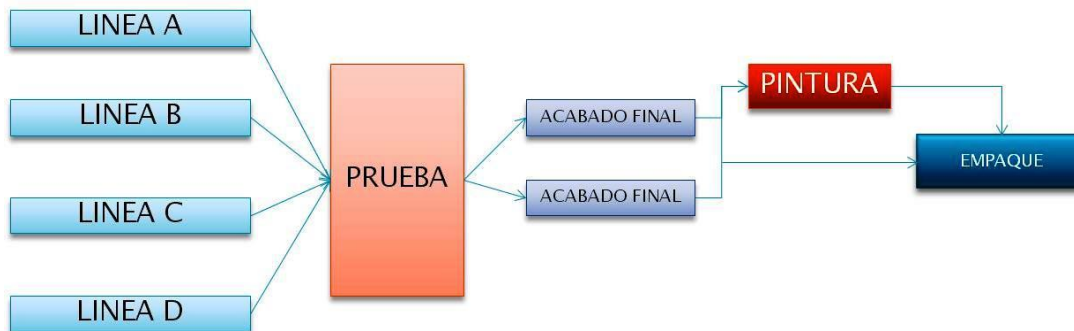 LINEA A
LINEA B
LINEA C
LINEA D
PRUEBA
ACABADO FINAL
ACABADO FINAL
PINTURA
EMPAQUE